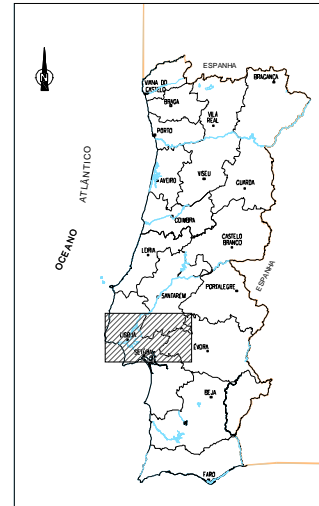 N
ESPANHA
VIANA DO
CASTELO
BRAGANÇA
BRAGA
VILA
REAL
PORTO
ATLÂNTICO
OCEANO
AVEIRO
VISEU
GUARDA
COIMBRA
CASTELO
BRANCO
LEIRIA
ESPANHA
SANTAREM
PORTALEGRE
LISBOA
SETÚBAL
ÉVORA
BEJA
FARO